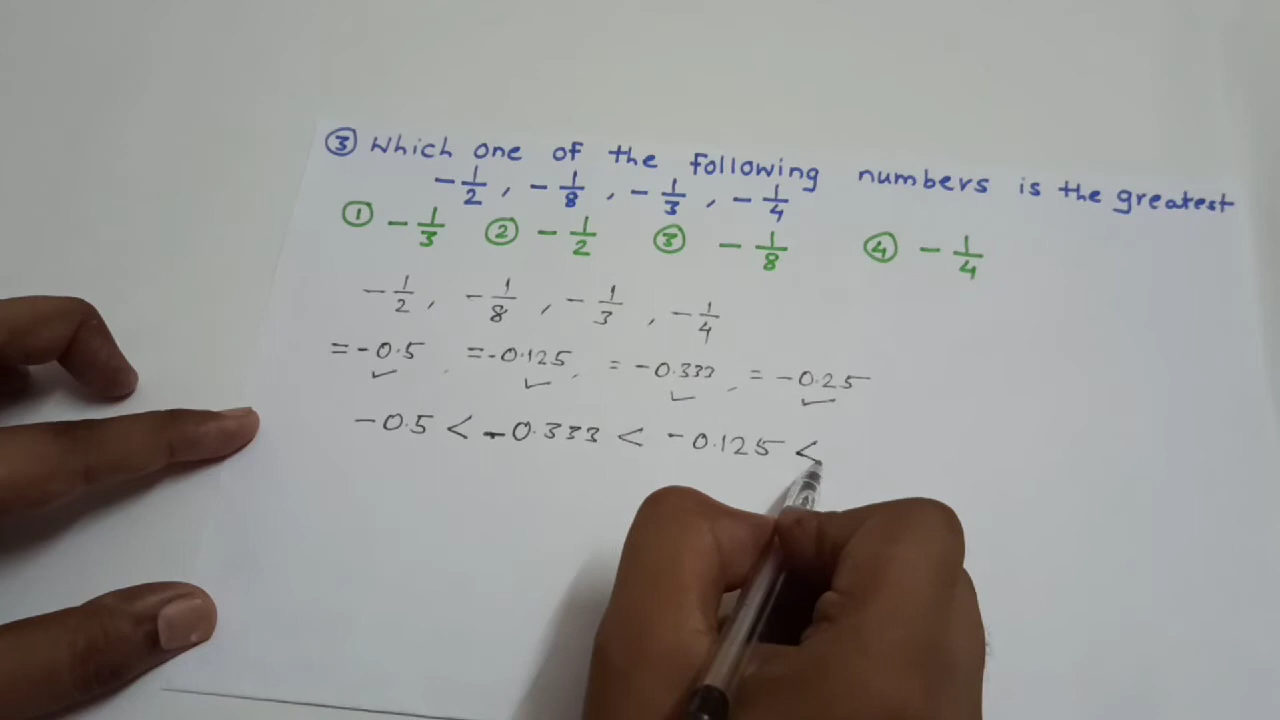 ③ Which one of the following numbers is the greatest
-1/2, -1/8, -1/3, -1/4
① -1/3 ② -1/2 ③ -1/8 ④ -1/4
-1/2, -1/8, -1/3, -1/4
=-0.5, =-0.125, =-0.333, =-0.25
-0.5 < -0.333 < -0.125 <